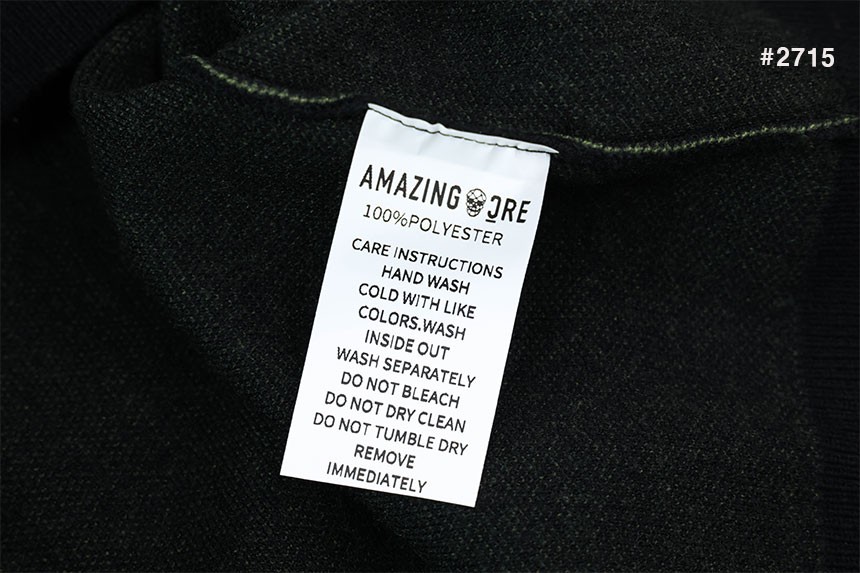 #2715
AMAZING ƆRE
100%POLYESTER
CARE INSTRUCTIONS
HAND WASH
COLD WITH LIKE
COLORS.WASH
INSIDE OUT
WASH SEPARATELY
DO NOT BLEACH
DO NOT DRY CLEAN
DO NOT TUMBLE DRY
REMOVE
IMMEDIATELY